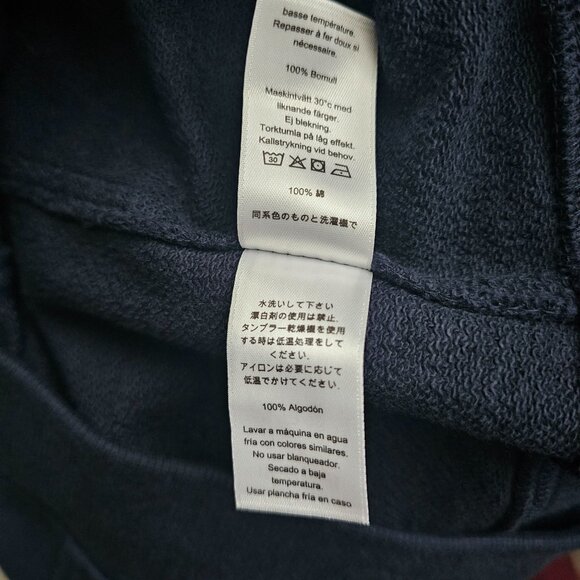 basse température.
Repasser à fer doux si
nécessaire.
100% Bomull
Maskintvätt 30°c med
liknande färger.
Ej blekning.
Torktumla på låg effekt.
Kallstrykning vid behov.
30
100% 綿
同系色のものと洗濯機で
水洗いして下さい
漂白剤の使用は禁止.
タンブラー乾燥機を使用
する時は低温処理をして
ください.
アイロンは必要に応じて
低温でかけてください.
100% Algodón
Lavar a máquina en agua
fría con colores similares.
No usar blanqueador.
Secado a baja
temperatura.
Usar plancha fría en caso